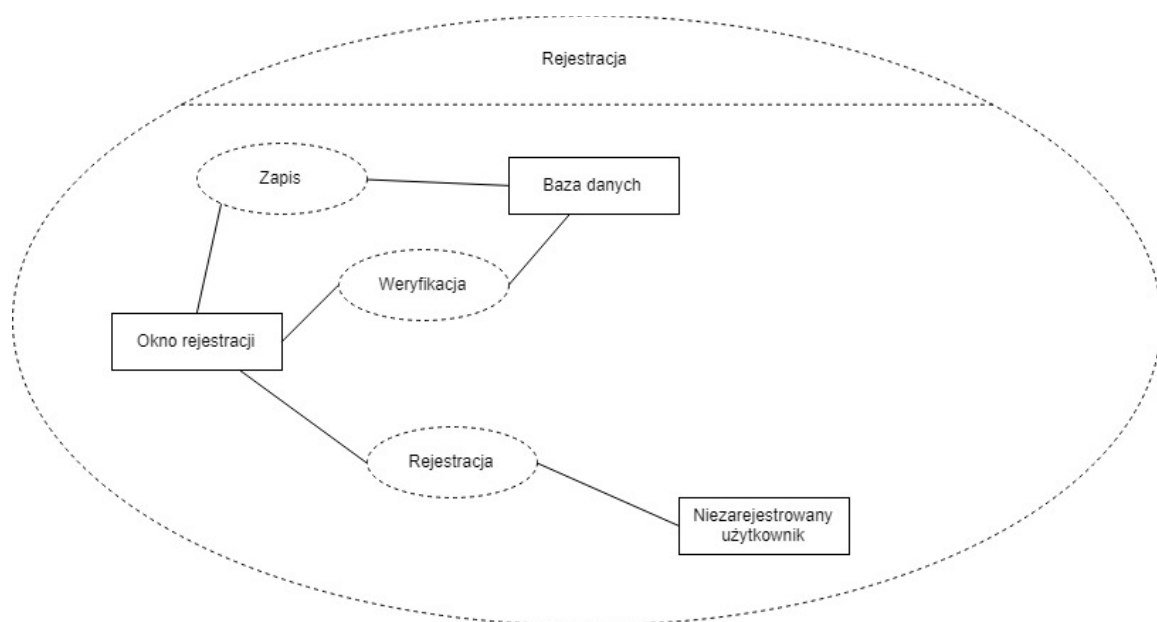 Rejestracja
Zapis
Baza danych
Weryfikacja
Okno rejestracji
Rejestracja
Niezarejestrowany
użytkownik